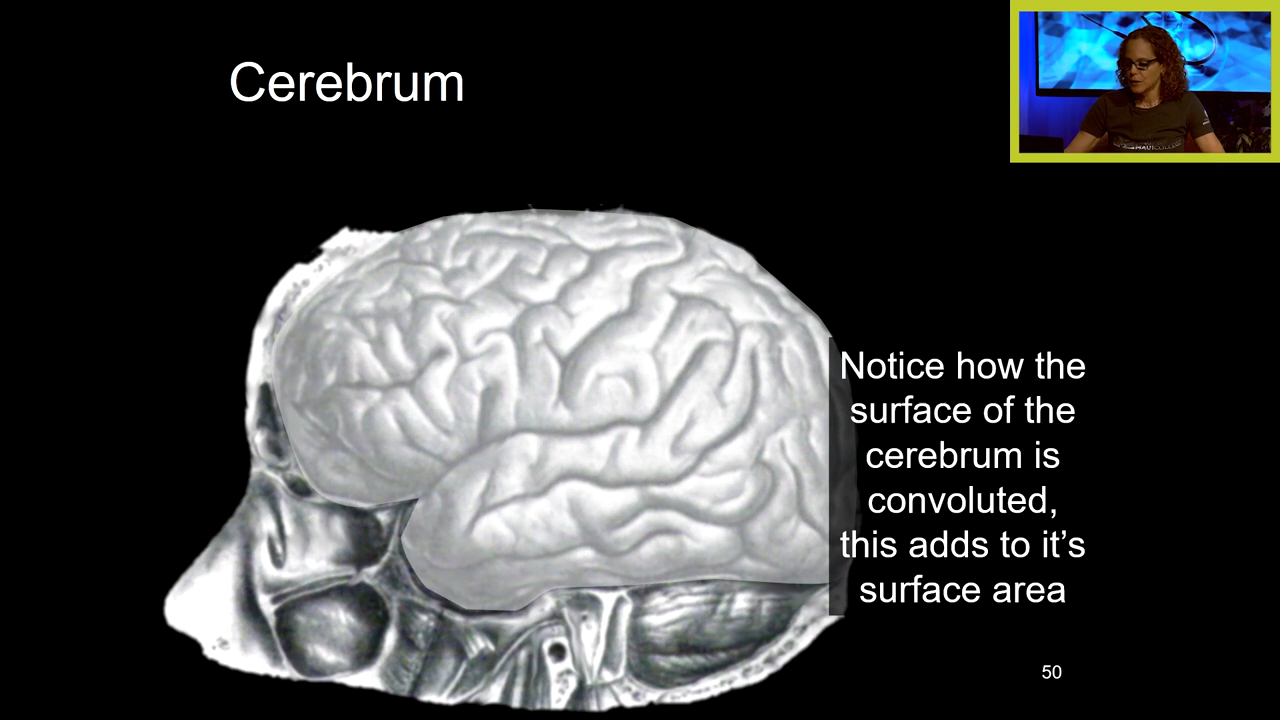 Cerebrum
Notice how the
surface of the
cerebrum is
convoluted,
this adds to it’s
surface area
50